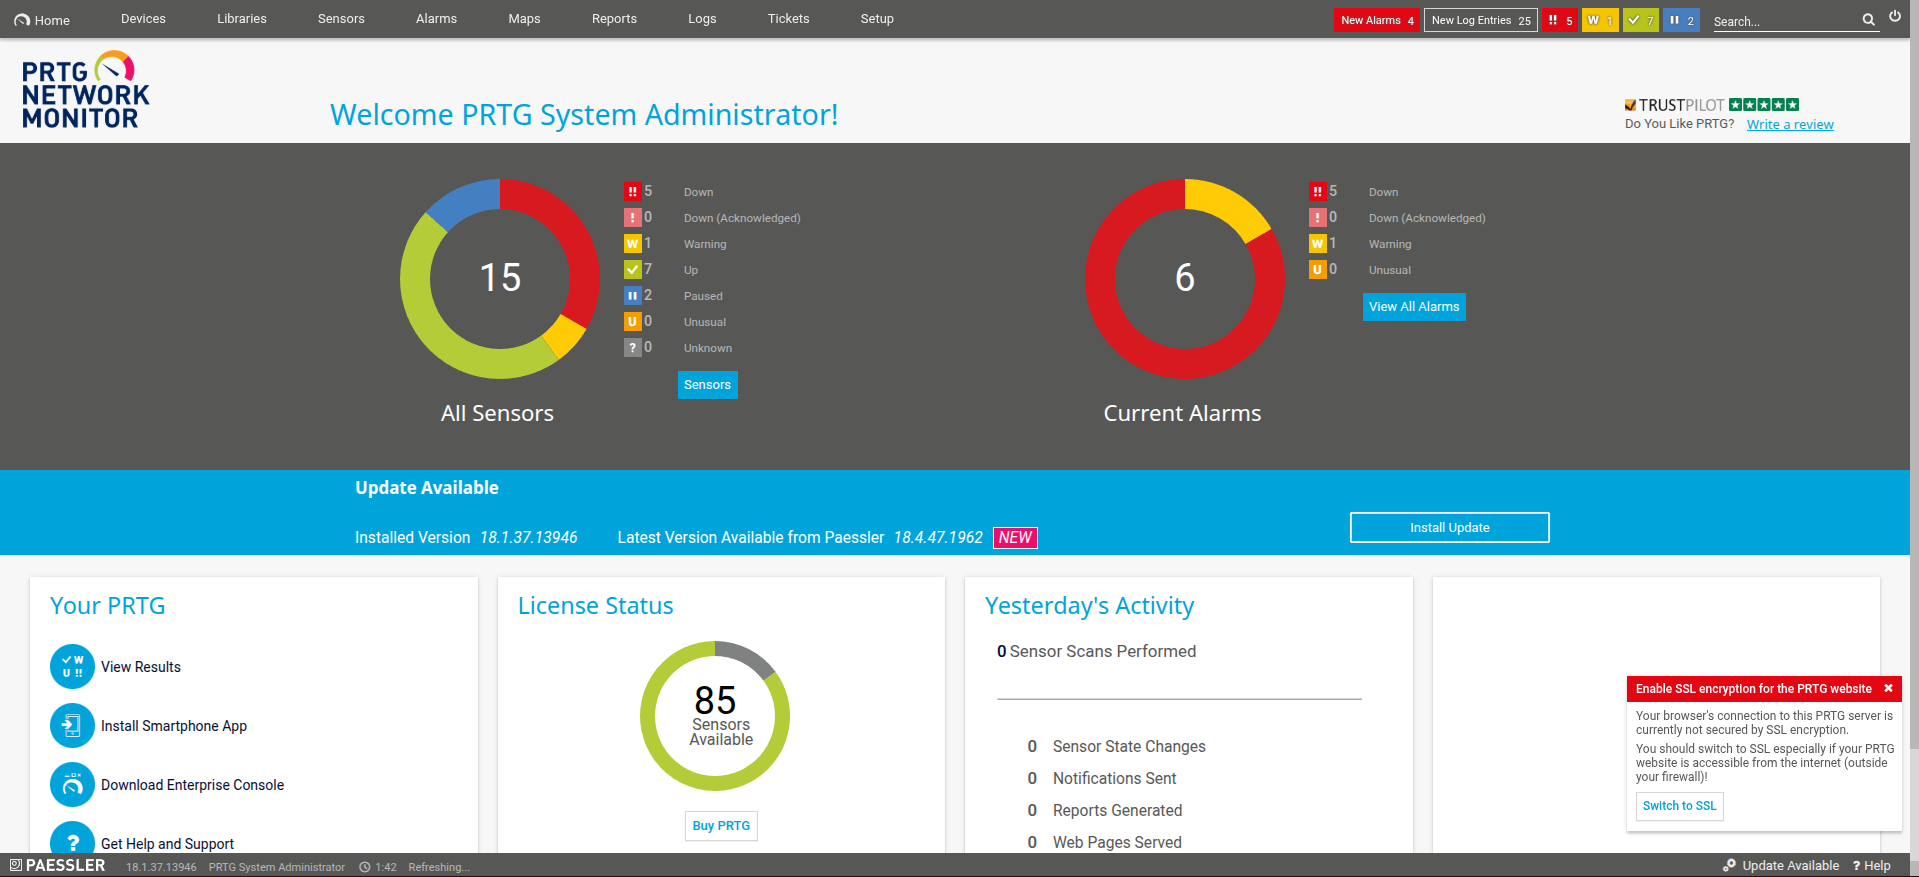 Home Devices Libraries Sensors Alarms Maps Reports Logs Tickets Setup New Alarms 4 New Log Entries 25 !! 5 W 1 7 2 Search...
PRTG
NETWORK
MONITOR
Welcome PRTG System Administrator!
TRUSTPILOT
Do You Like PRTG? Write a review
15
All Sensors
!! 5 Down
! 0 Down (Acknowledged)
W 1 Warning
7 Up
2 Paused
U 0 Unusual
? 0 Unknown
Sensors
6
Current Alarms
!! 5 Down
! 0 Down (Acknowledged)
W 1 Warning
U 0 Unusual
View All Alarms
Update Available
Installed Version 18.1.37.13946 Latest Version Available from Paessler 18.4.47.1962 NEW
Install Update
Your PRTG
W
U !!
View Results
Install Smartphone App
Download Enterprise Console
? Get Help and Support
License Status
85
Sensors
Available
Buy PRTG
Yesterday's Activity
0 Sensor Scans Performed
0 Sensor State Changes
0 Notifications Sent
0 Reports Generated
0 Web Pages Served
Enable SSL encryption for the PRTG website
Your browser's connection to this PRTG server is
currently not secured by SSL encryption.
You should switch to SSL especially if your PRTG
website is accessible from the internet (outside
your firewall)!
Switch to SSL
PAESSLER 18.1.37.13946 PRTG System Administrator 1:42 Refreshing... Update Available ? Help